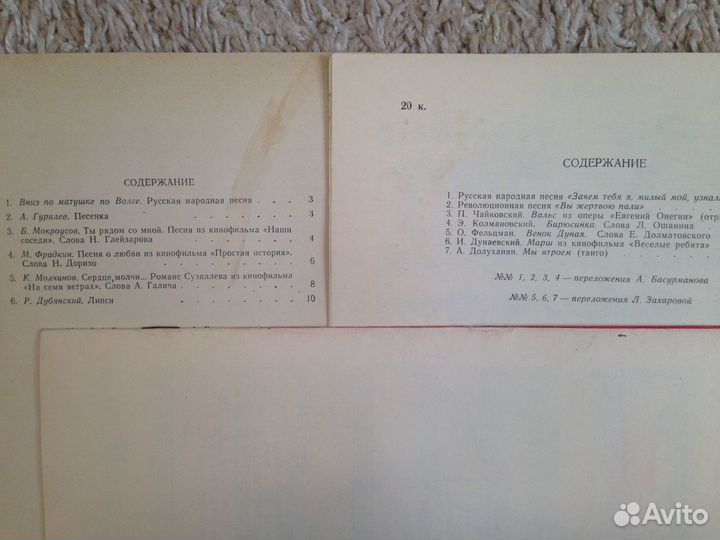 СОДЕРЖАНИЕ
1. Вниз по матушке по Волге. Русская народная песня . . . . 3
2. А. Гурилев. Песенка . . . . . . . . . . 3
3. Б. Мокроусов. Ты рядом со мной. Песня из кинофильма «Наши
соседи». Слова Н. Глейзарова . . . . . . . 4
4. М. Фрадкин. Песня о любви из кинофильма «Простая история».
Слова Н. Доризо . . . . . . . . . . 6
5. К. Молчанов. Сердце, молчи... Романс Суздалева из кинофильма
«На семи ветрах». Слова А. Галича . . . . . . 8
6. Р. Дубянский. Липси . . . . . . . . . 10
20 к.
СОДЕРЖАНИЕ
1. Русская народная песня «Зачем тебя я, милый мой, узнала
2. Революционная песня «Вы жертвою пали» . . .
3. П. Чайковский. Вальс из оперы «Евгений Онегин» (отр
4. Э. Колмановский. Бирюсинка. Слова Л. Ошанина
5. О. Фельцман. Венок Дуная. Слова Е. Долматовского
6. И. Дунаевский. Марш из кинофильма «Веселые ребята»
7. А. Долуханян. Мы втроем (танго) . . . . .
№№ 1, 2, 3, 4 — переложения А. Басурманова
№№ 5, 6, 7 — переложения Л. Захаровой
Avito